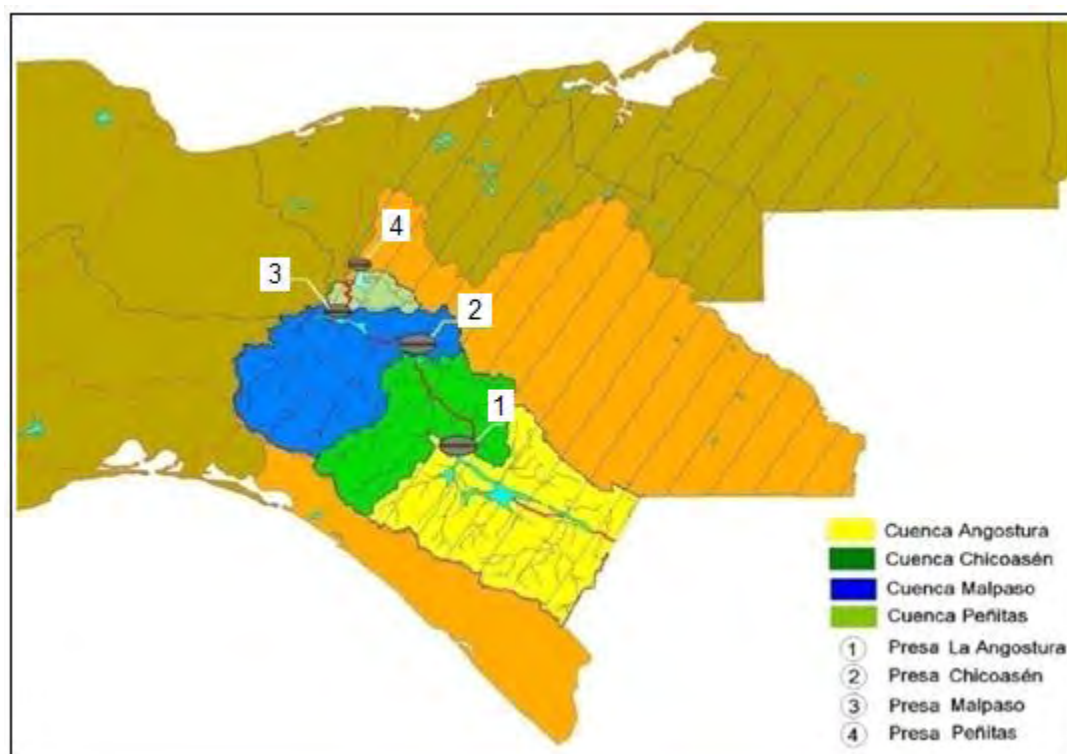 4
3
2
1
Cuenca Angostura
Cuenca Chicoasén
Cuenca Malpaso
Cuenca Peñitas
1 Presa La Angostura
2 Presa Chicoasén
3 Presa Malpaso
4 Presa Peñitas